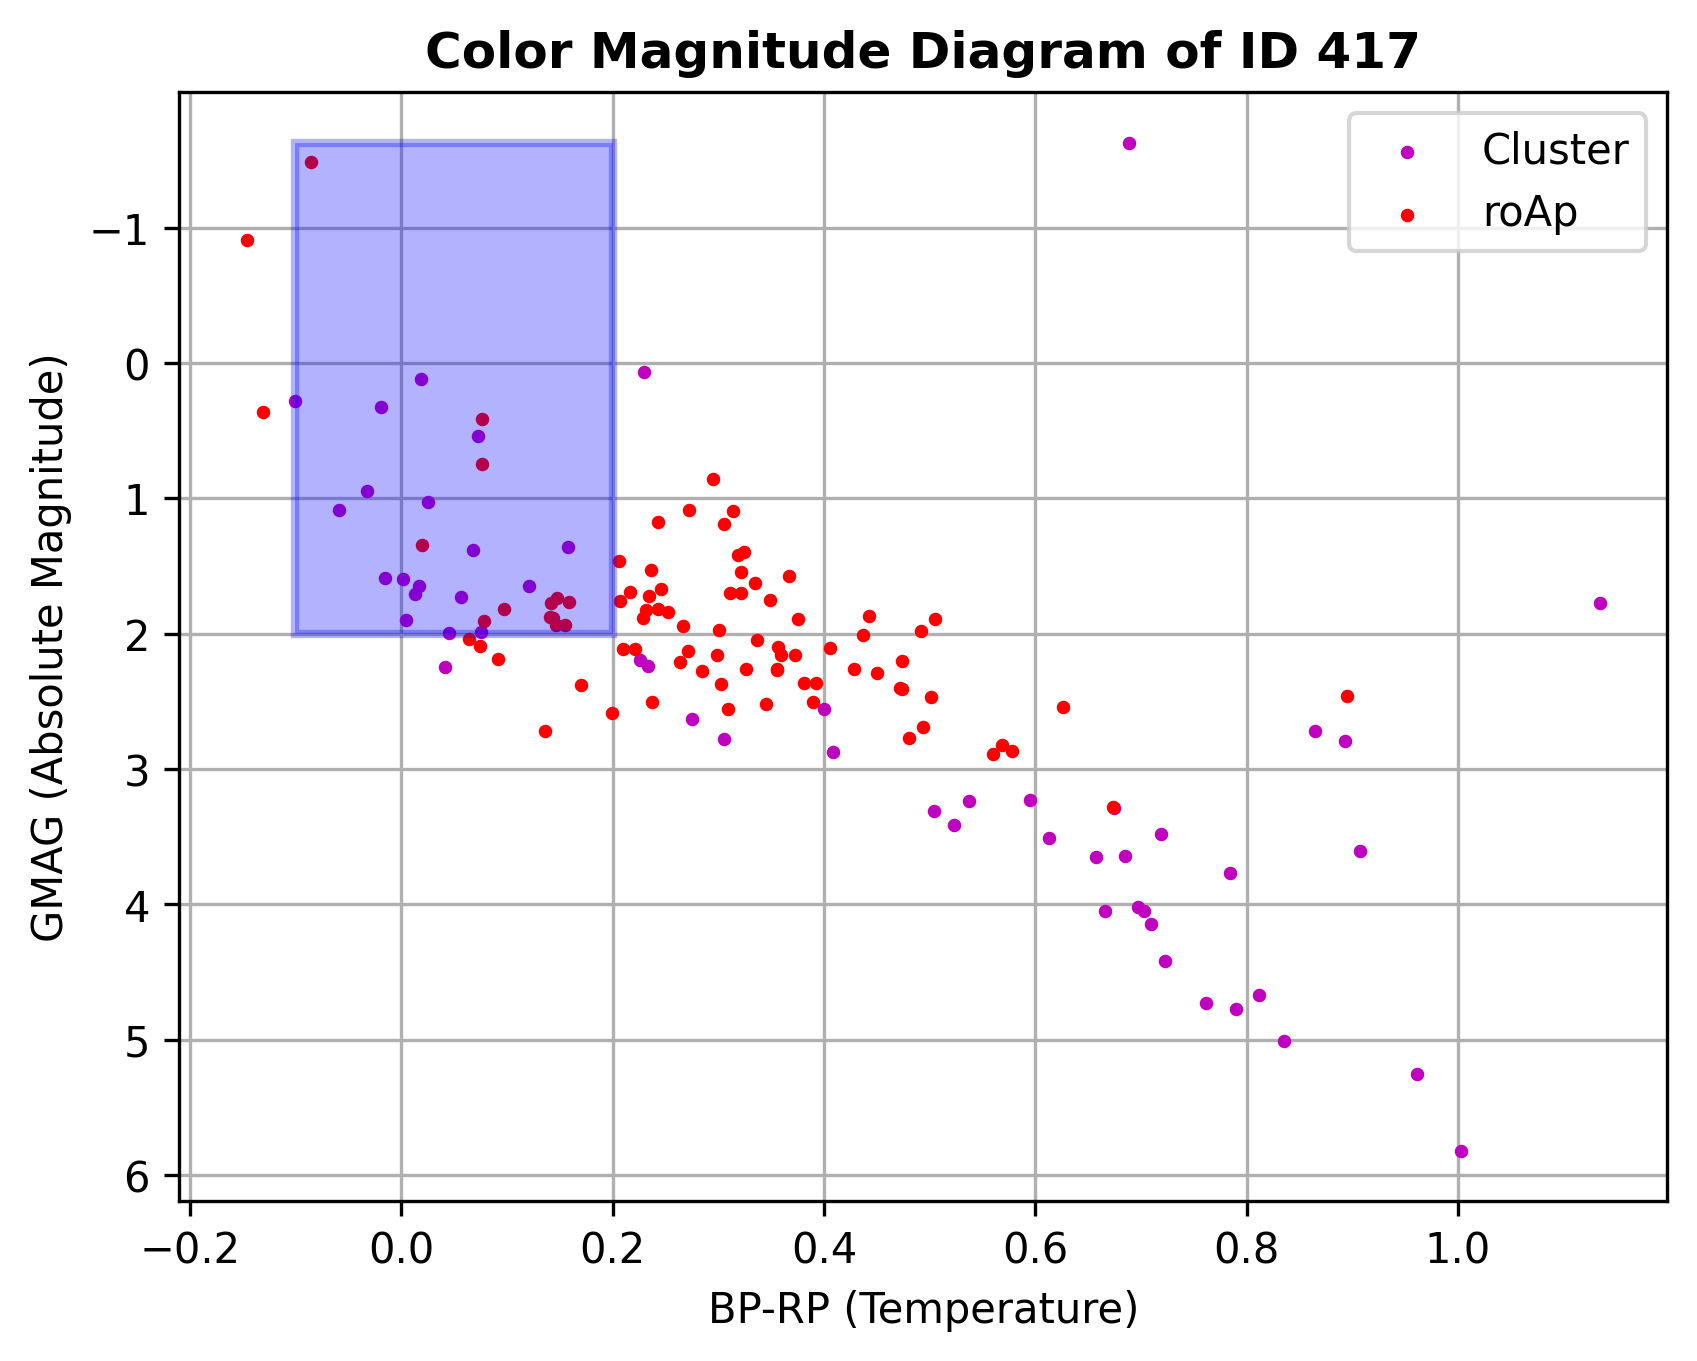 Color Magnitude Diagram of ID 417
Cluster
roAp
GMAG (Absolute Magnitude)
−1
0
1
2
3
4
5
6
−0.2 0.0 0.2 0.4 0.6 0.8 1.0
BP-RP (Temperature)